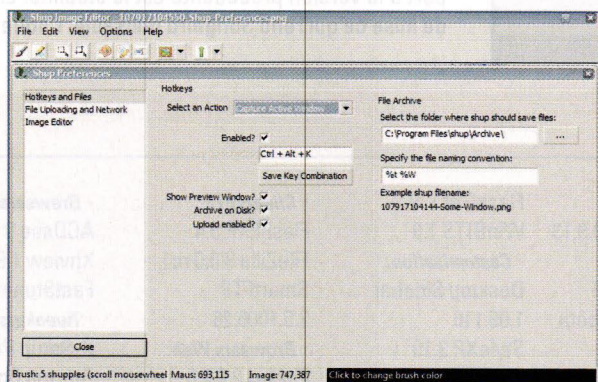 Shup Image Editor - 107917104550-Shup-Preferences.png
File Edit View Options Help
Shup Preferences
Hotkeys and Files
File Uploading and Network
Image Editor
Close
Hotkeys
Select an Action Capture Active Window
Enabled?
Ctrl + Alt + K
Save Key Combination
Show Preview Window?
Archive on Disk?
Upload enabled?
File Archive
Select the folder where shup should save files:
C:\Program Files\shup\Archive\ ...
Specify the file naming convention:
%t %W
Example shup filename:
107917104144-Some-Window.png
Brush: 5 shupples (scroll mousewheel Maus: 693,115 Image: 747,387 Click to change brush color